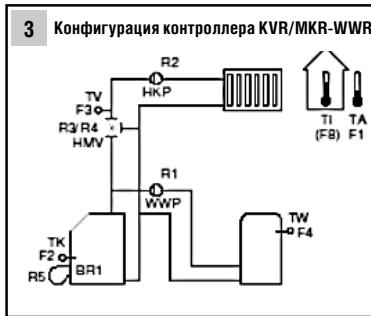 3 Конфигурация контроллера KVR/MKR-WWR
R2
HKP
TV
F3
R3/R4
HMV
TI
(F8)
TA
F1
R1
WWP
TW
F4
TK
F2
R5
BR1